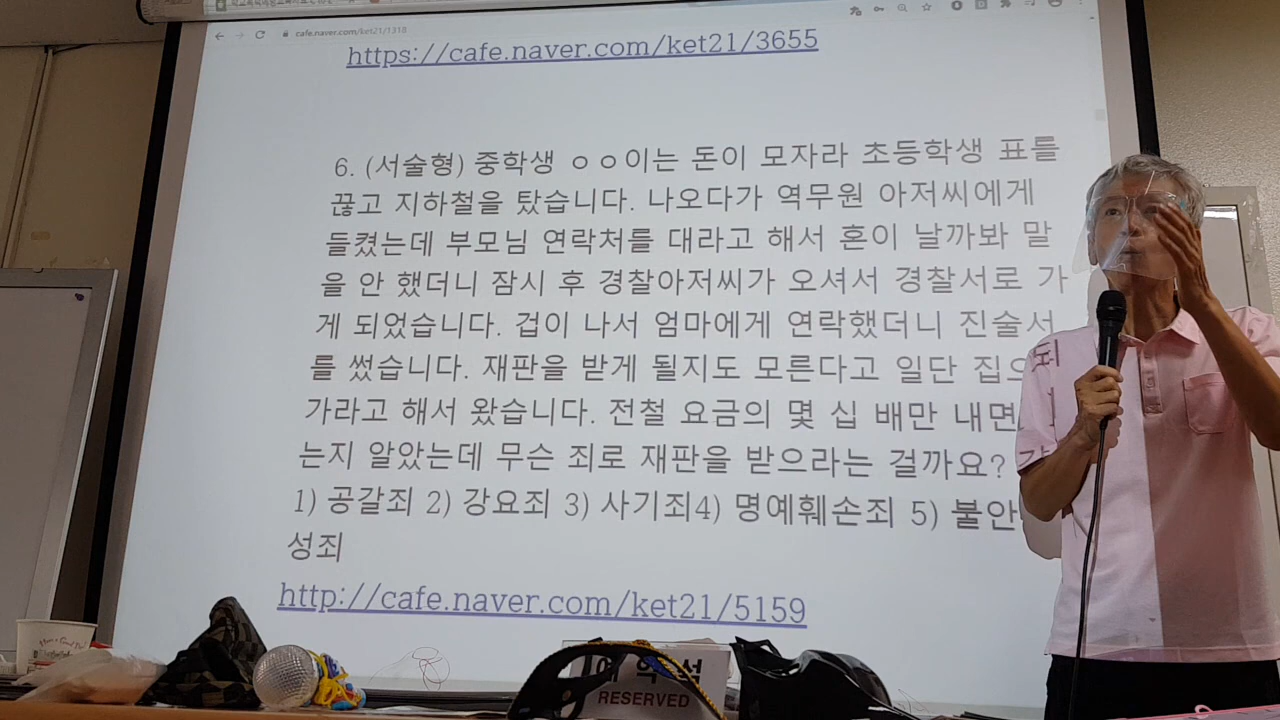 cafe.naver.com/ket21/1318
https://cafe.naver.com/ket21/3655
6. (서술형) 중학생 ㅇㅇ이는 돈이 모자라 초등학생 표를
끊고 지하철을 탔습니다. 나오다가 역무원 아저씨에게
들켰는데 부모님 연락처를 대라고 해서 혼이 날까봐 말
을 안 했더니 잠시 후 경찰아저씨가 오셔서 경찰서로 가
게 되었습니다. 겁이 나서 엄마에게 연락했더니 진술서
를 썼습니다. 재판을 받게 될지도 모른다고 일단 집으
가라고 해서 왔습니다. 전철 요금의 몇 십 배만 내면
는지 알았는데 무슨 죄로 재판을 받으라는 걸까요?
1) 공갈죄 2) 강요죄 3) 사기죄4) 명예훼손죄 5) 불안
성죄
http://cafe.naver.com/ket21/5159
RESERVED